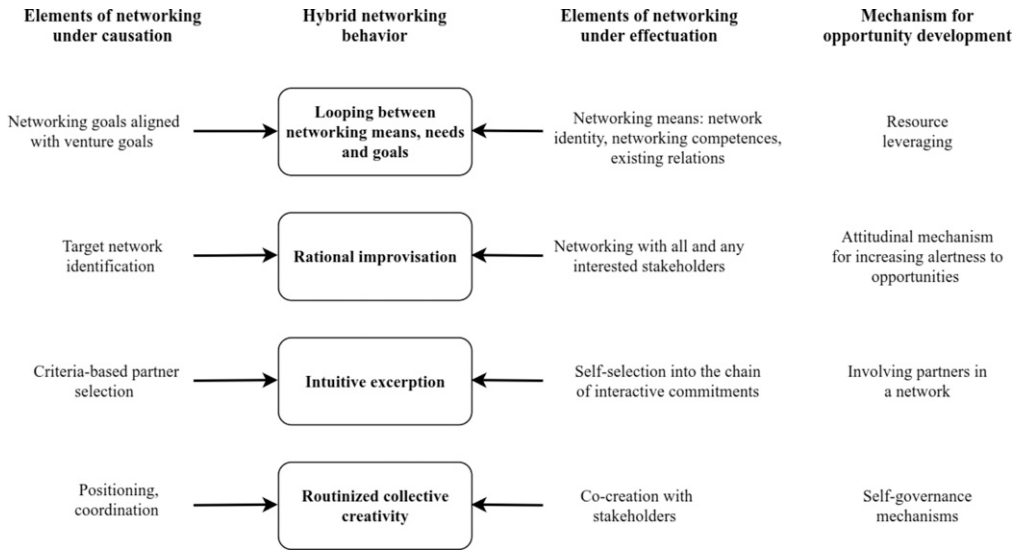 Elements of networking
under causation
Hybrid networking
behavior
Elements of networking
under effectuation
Mechanism for
opportunity development
Networking goals aligned
with venture goals
Looping between
networking means, needs
and goals
Networking means: network
identity, networking competences,
existing relations
Resource
leveraging
Target network
identification
Rational improvisation
Networking with all and any
interested stakeholders
Attitudinal mechanism
for increasing alertness to
opportunities
Criteria-based partner
selection
Intuitive excerption
Self-selection into the chain
of interactive commitments
Involving partners in
a network
Positioning,
coordination
Routinized collective
creativity
Co-creation with
stakeholders
Self-governance
mechanisms